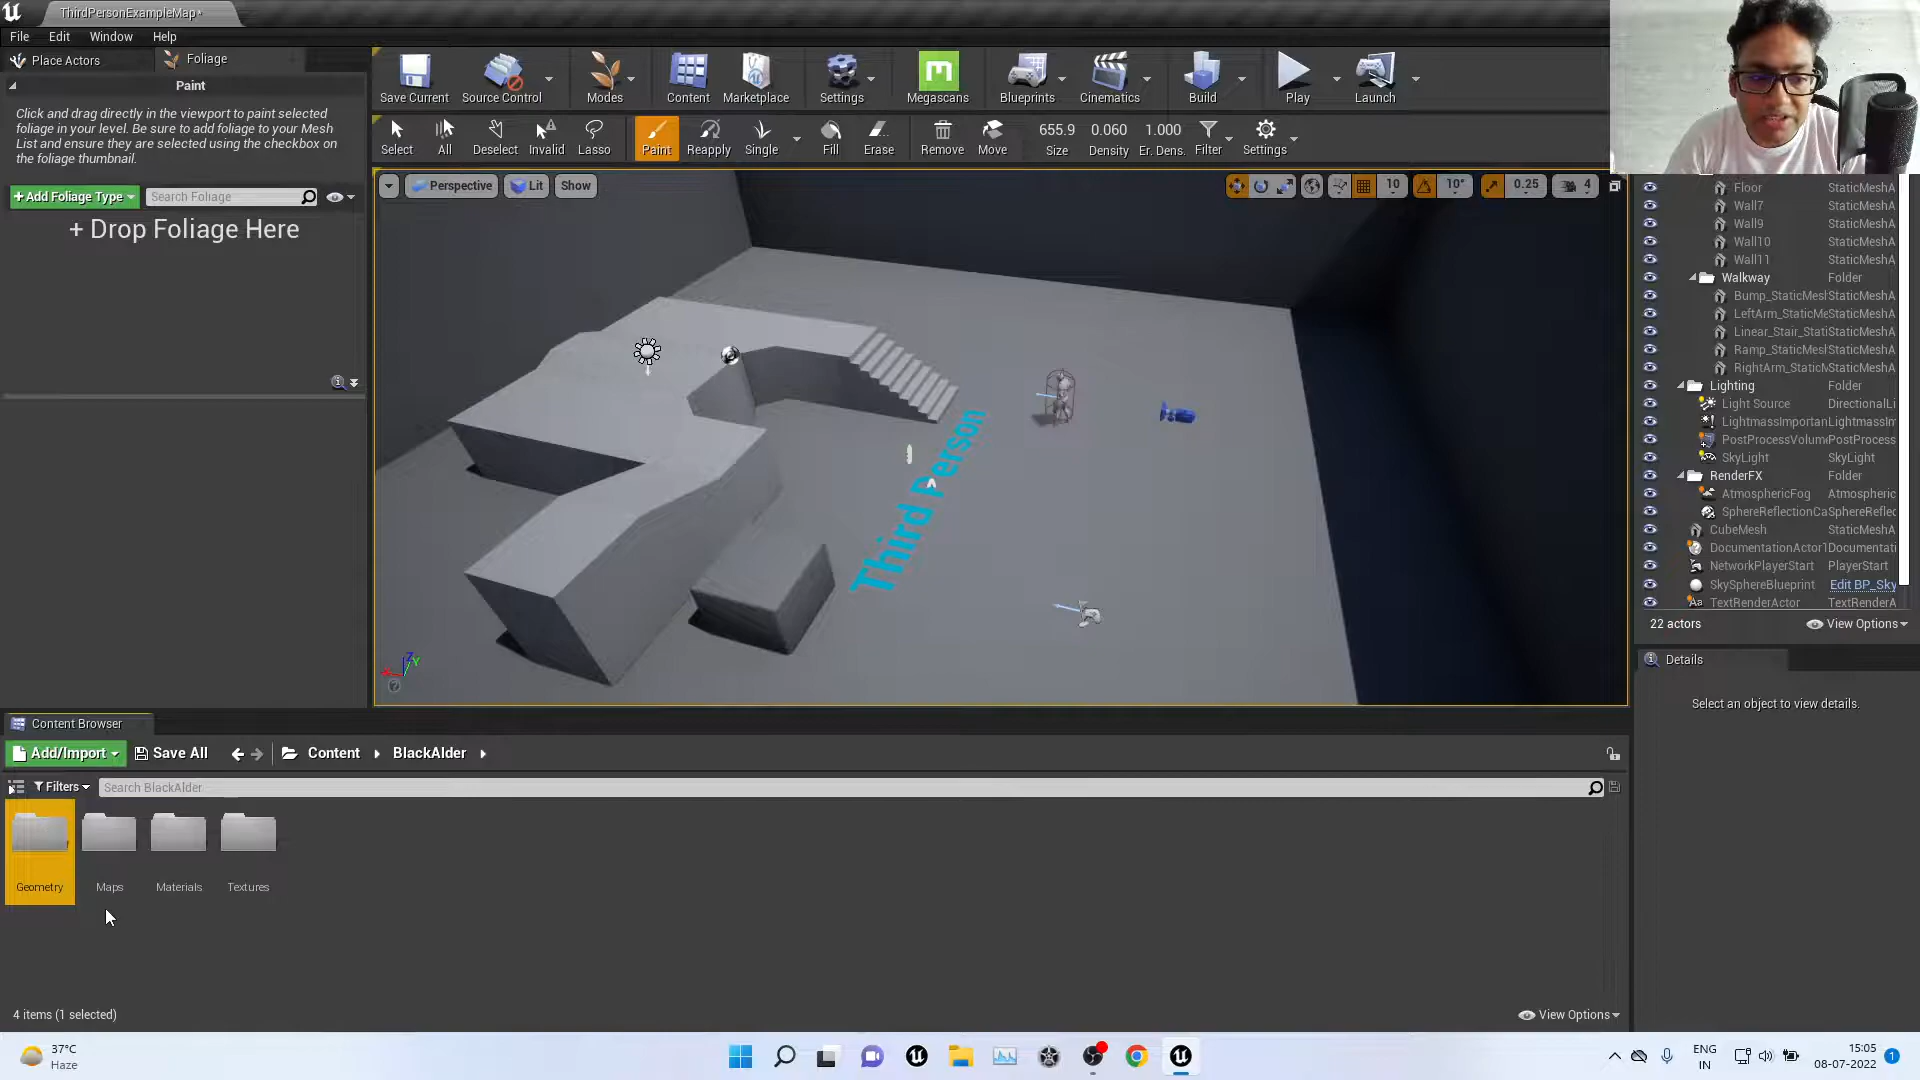 ThirdPersonExampleMap*
File Edit Window Help
Place Actors Foliage
Paint
Click and drag directly in the viewport to paint selected
foliage in your level. Be sure to add foliage to your Mesh
List and ensure they are selected using the checkbox on
the foliage thumbnail.
+Add Foliage Type Search Foliage
+ Drop Foliage Here
Save Current Source Control Modes Content Marketplace Settings Megascans Blueprints Cinematics Build Play Launch
655.9 0.060 1.000
Select All Deselect Invalid Lasso Paint Reapply Single Fill Erase Remove Move Size Density Er. Dens. Filter Settings
Perspective Lit Show 10 10° 0.25 4
Third Person
Floor StaticMeshA
Wall7 StaticMeshA
Wall9 StaticMeshA
Wall10 StaticMeshA
Wall11 StaticMeshA
Walkway Folder
Bump_StaticMesh StaticMeshA
LeftArm_StaticMe StaticMeshA
Linear_Stair_Stati StaticMeshA
Ramp_StaticMesh StaticMeshA
RightArm_StaticM StaticMeshA
Lighting Folder
Light Source DirectionalLi
LightmassImportan LightmassIm
PostProcessVolum PostProcess
SkyLight SkyLight
RenderFX Folder
AtmosphericFog Atmospheric
SphereReflectionCa SphereReflec
CubeMesh StaticMeshA
DocumentationActor1 Documentati
NetworkPlayerStart PlayerStart
SkySphereBlueprint Edit BP_Sky
TextRenderActor TextRenderA
22 actors View Options
Details
Select an object to view details.
Content Browser
Add/Import Save All Content BlackAlder
Filters Search BlackAlder
Geometry Maps Materials Textures
4 items (1 selected) View Options
37°C
Haze
ENG
IN
15:05
08-07-2022
1